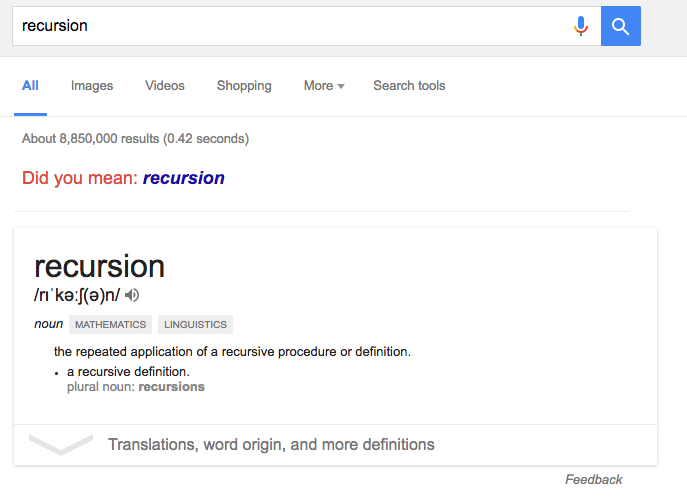 recursion
All Images Videos Shopping More Search tools
About 8,850,000 results (0.42 seconds)
Did you mean: recursion
recursion
/rɪˈkəːʃ(ə)n/
noun MATHEMATICS LINGUISTICS
the repeated application of a recursive procedure or definition.
• a recursive definition.
plural noun: recursions
Translations, word origin, and more definitions
Feedback